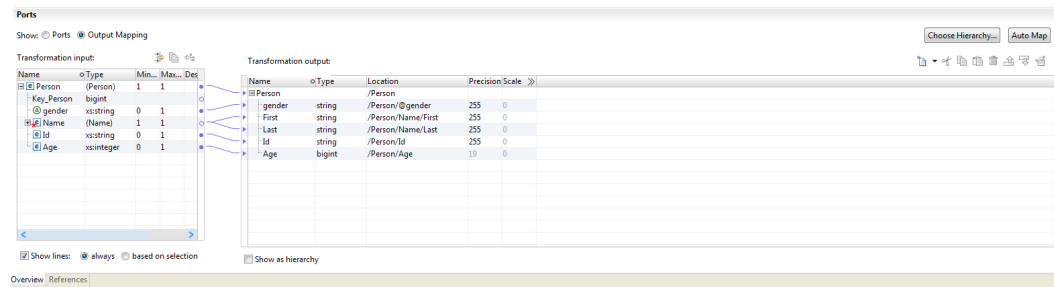 Ports
Show: Ports Output Mapping
Choose Hierarchy... Auto Map
Transformation input:
Name Type Min... Max... Des
Person (Person) 1 1
Key_Person bigint
gender xs:string 0 1
Name (Name) 1 1
Id xs:string 0 1
Age xs:integer 0 1
Show lines: always based on selection
Transformation output:
Name Type Location Precision Scale
Person /Person
gender string /Person/@gender 255 0
First string /Person/Name/First 255 0
Last string /Person/Name/Last 255 0
Id string /Person/Id 255 0
Age bigint /Person/Age 19 0
Show as hierarchy
Overview References